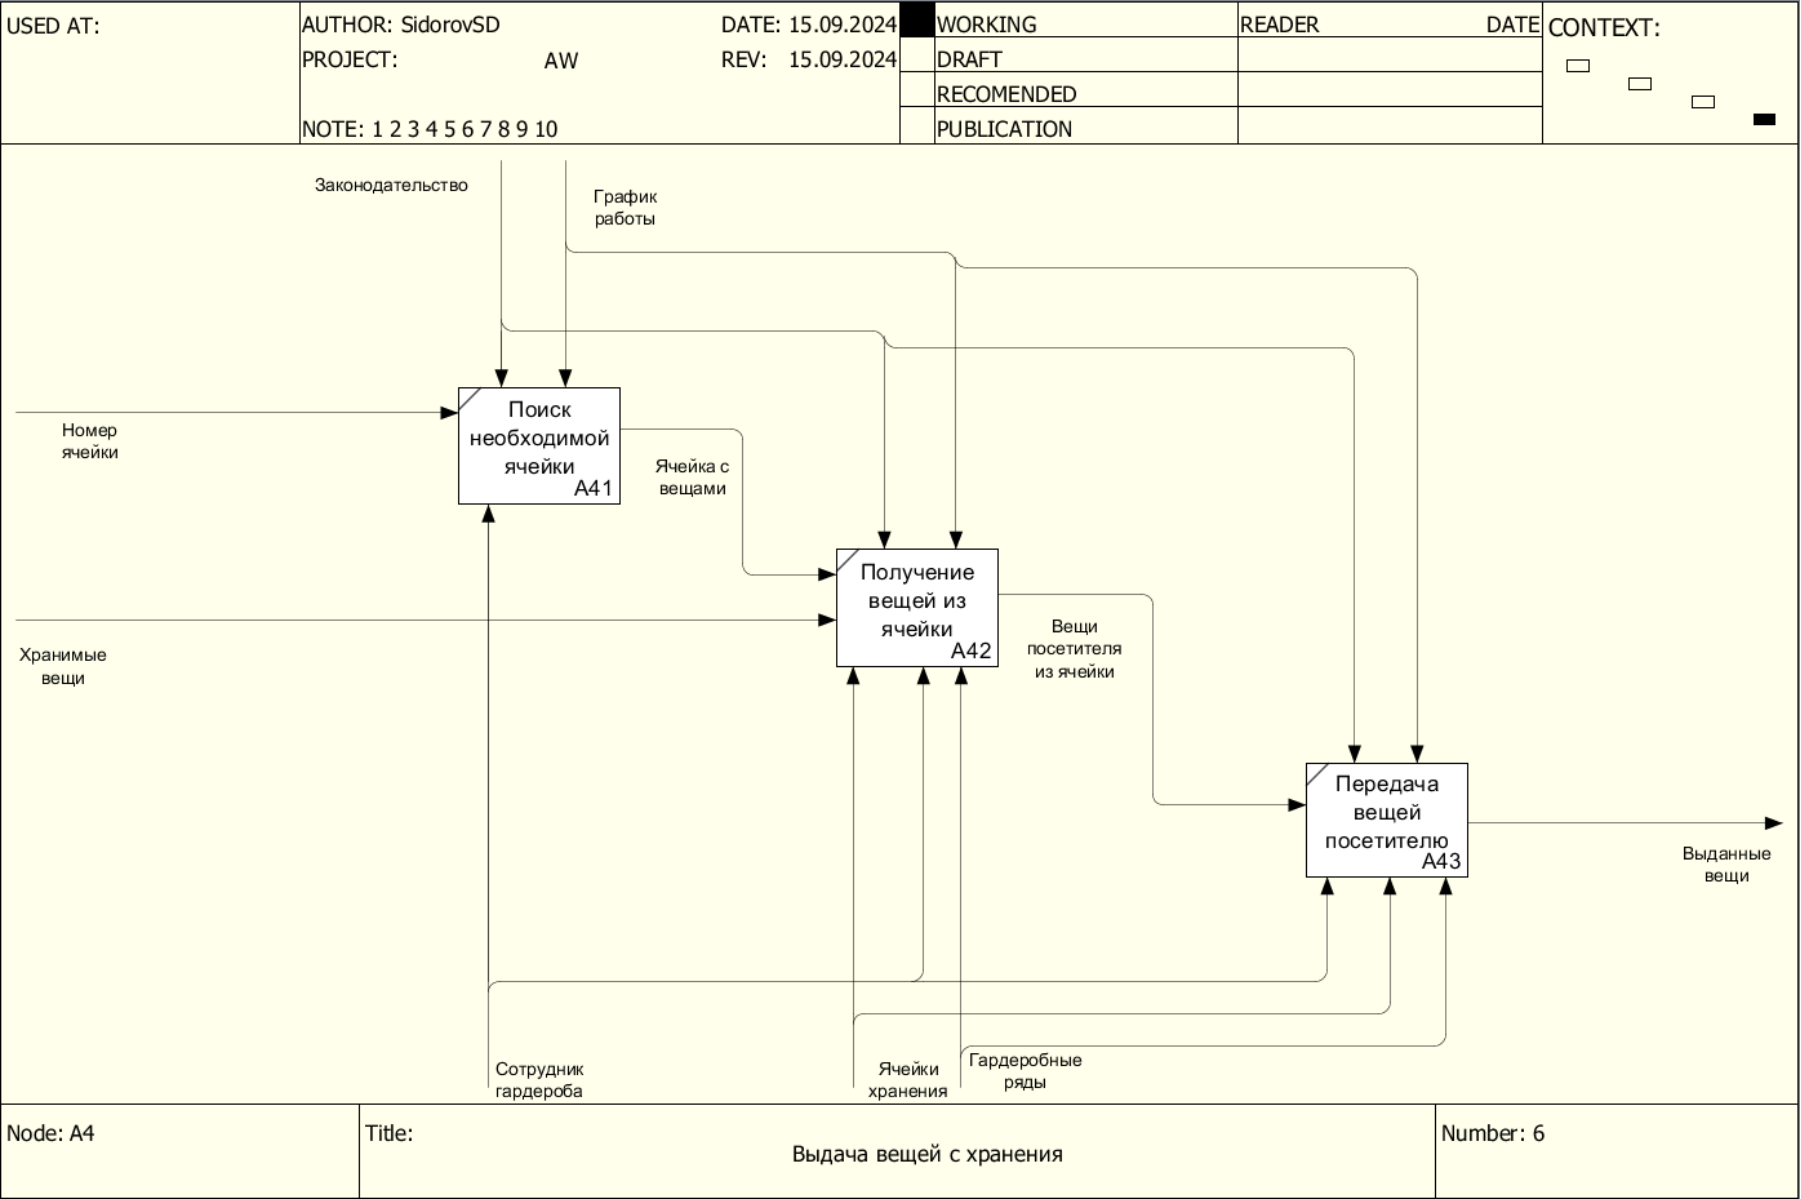 USED AT:
AUTHOR: SidorovSD
DATE: 15.09.2024
PROJECT:
AW
REV: 15.09.2024
NOTE: 1 2 3 4 5 6 7 8 9 10
WORKING
DRAFT
RECOMENDED
PUBLICATION
READER
DATE
CONTEXT:
Законодательство
График
работы
Номер
ячейки
Поиск
необходимой
ячейки
A41
Ячейка с
вещами
Хранимые
вещи
Получение
вещей из
ячейки
A42
Вещи
посетителя
из ячейки
Передача
вещей
посетителю
A43
Выданные
вещи
Сотрудник
гардероба
Ячейки
хранения
Гардеробные
ряды
Node: A4
Title:
Выдача вещей с хранения
Number: 6